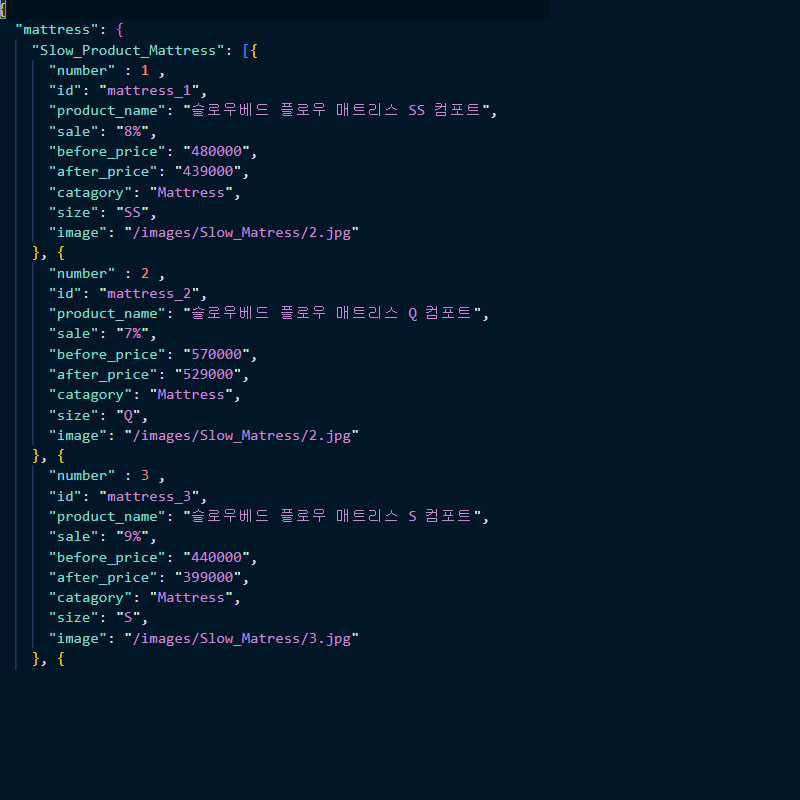 {
"mattress": {
"Slow_Product_Mattress": [{
"number" : 1 ,
"id": "mattress_1",
"product_name": "슬로우베드 플로우 매트리스 SS 컴포트",
"sale": "8%",
"before_price": "480000",
"after_price": "439000",
"catagory": "Mattress",
"size": "SS",
"image": "/images/Slow_Matress/2.jpg"
}, {
"number" : 2 ,
"id": "mattress_2",
"product_name": "슬로우베드 플로우 매트리스 Q 컴포트",
"sale": "7%",
"before_price": "570000",
"after_price": "529000",
"catagory": "Mattress",
"size": "Q",
"image": "/images/Slow_Matress/2.jpg"
}, {
"number" : 3 ,
"id": "mattress_3",
"product_name": "슬로우베드 플로우 매트리스 S 컴포트",
"sale": "9%",
"before_price": "440000",
"after_price": "399000",
"catagory": "Mattress",
"size": "S",
"image": "/images/Slow_Matress/3.jpg"
}, {